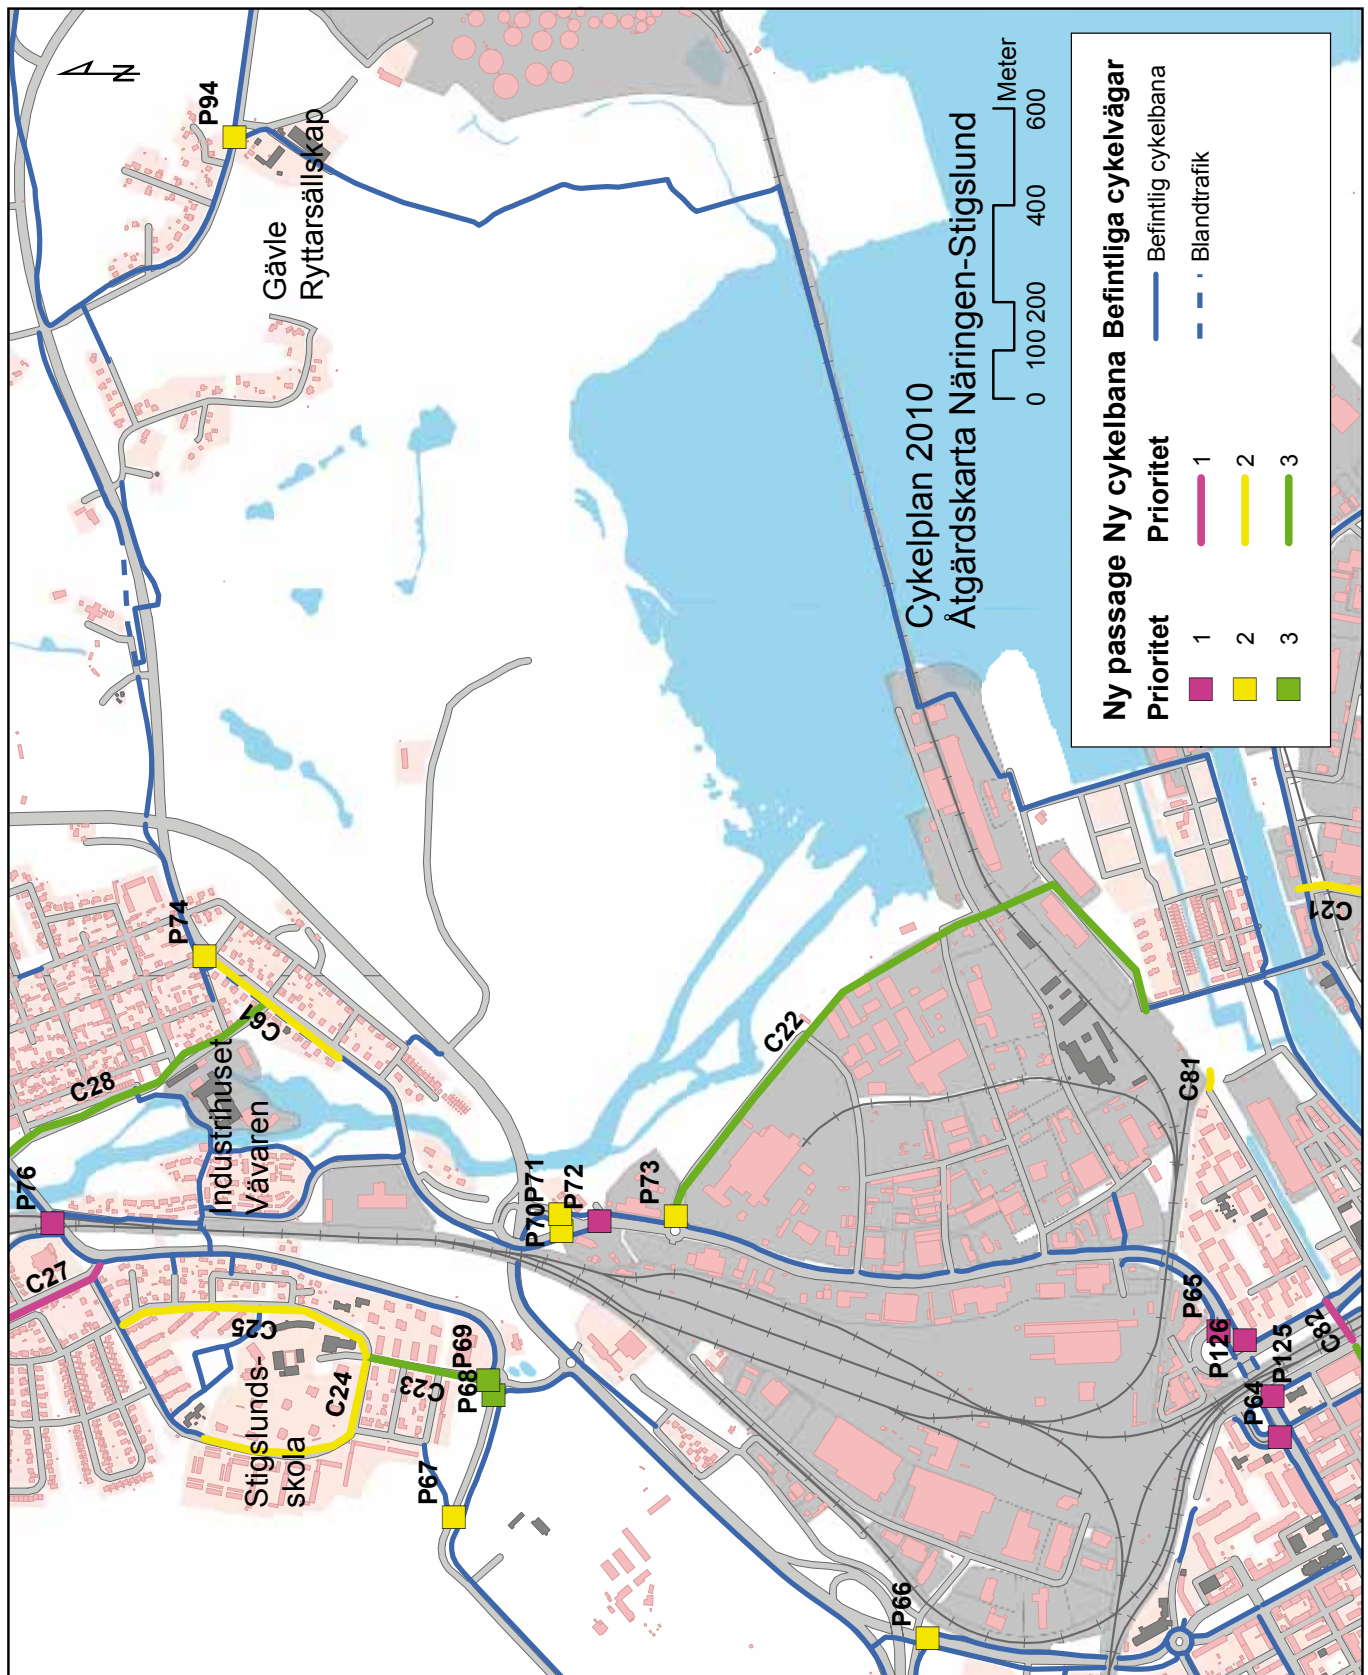 N
P94
Gävle
Ryttarsällskap
P74
C61
C28
Industrihuset
Vävaren
P76
C27
C25
Stigslunds-
skola
C24
C23
P68
P69
P67
P70
P71
P72
P73
C22
P66
P65
P126
P64
P125
C82
C81
C21
Cykelplan 2010
Åtgärdskarta Näringen-Stigslund
0 100 200 400 600
Meter
Ny passage Ny cykelbana Befintliga cykelvägar
Prioritet Prioritet
1 1 Befintlig cykelbana
2 2 Blandtrafik
3 3